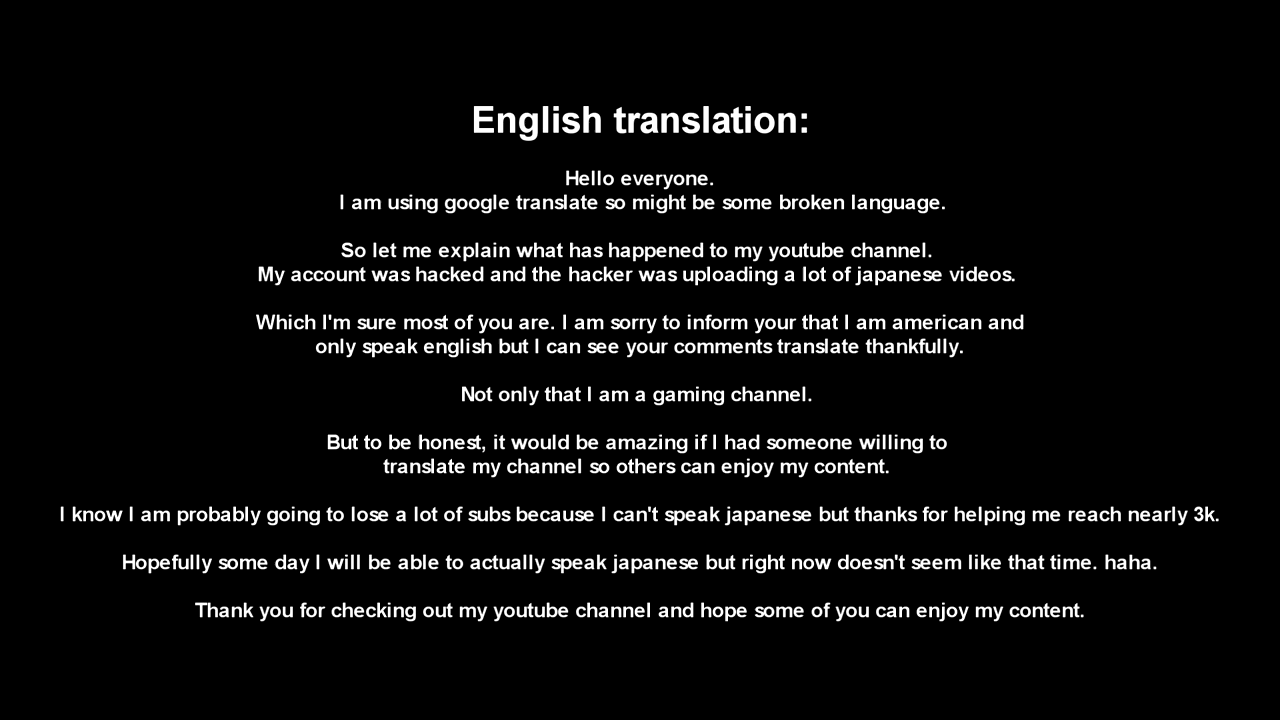 English translation:
Hello everyone.
I am using google translate so might be some broken language.
So let me explain what has happened to my youtube channel.
My account was hacked and the hacker was uploading a lot of japanese videos.
Which I'm sure most of you are. I am sorry to inform your that I am american and
only speak english but I can see your comments translate thankfully.
Not only that I am a gaming channel.
But to be honest, it would be amazing if I had someone willing to
translate my channel so others can enjoy my content.
I know I am probably going to lose a lot of subs because I can't speak japanese but thanks for helping me reach nearly 3k.
Hopefully some day I will be able to actually speak japanese but right now doesn't seem like that time. haha.
Thank you for checking out my youtube channel and hope some of you can enjoy my content.